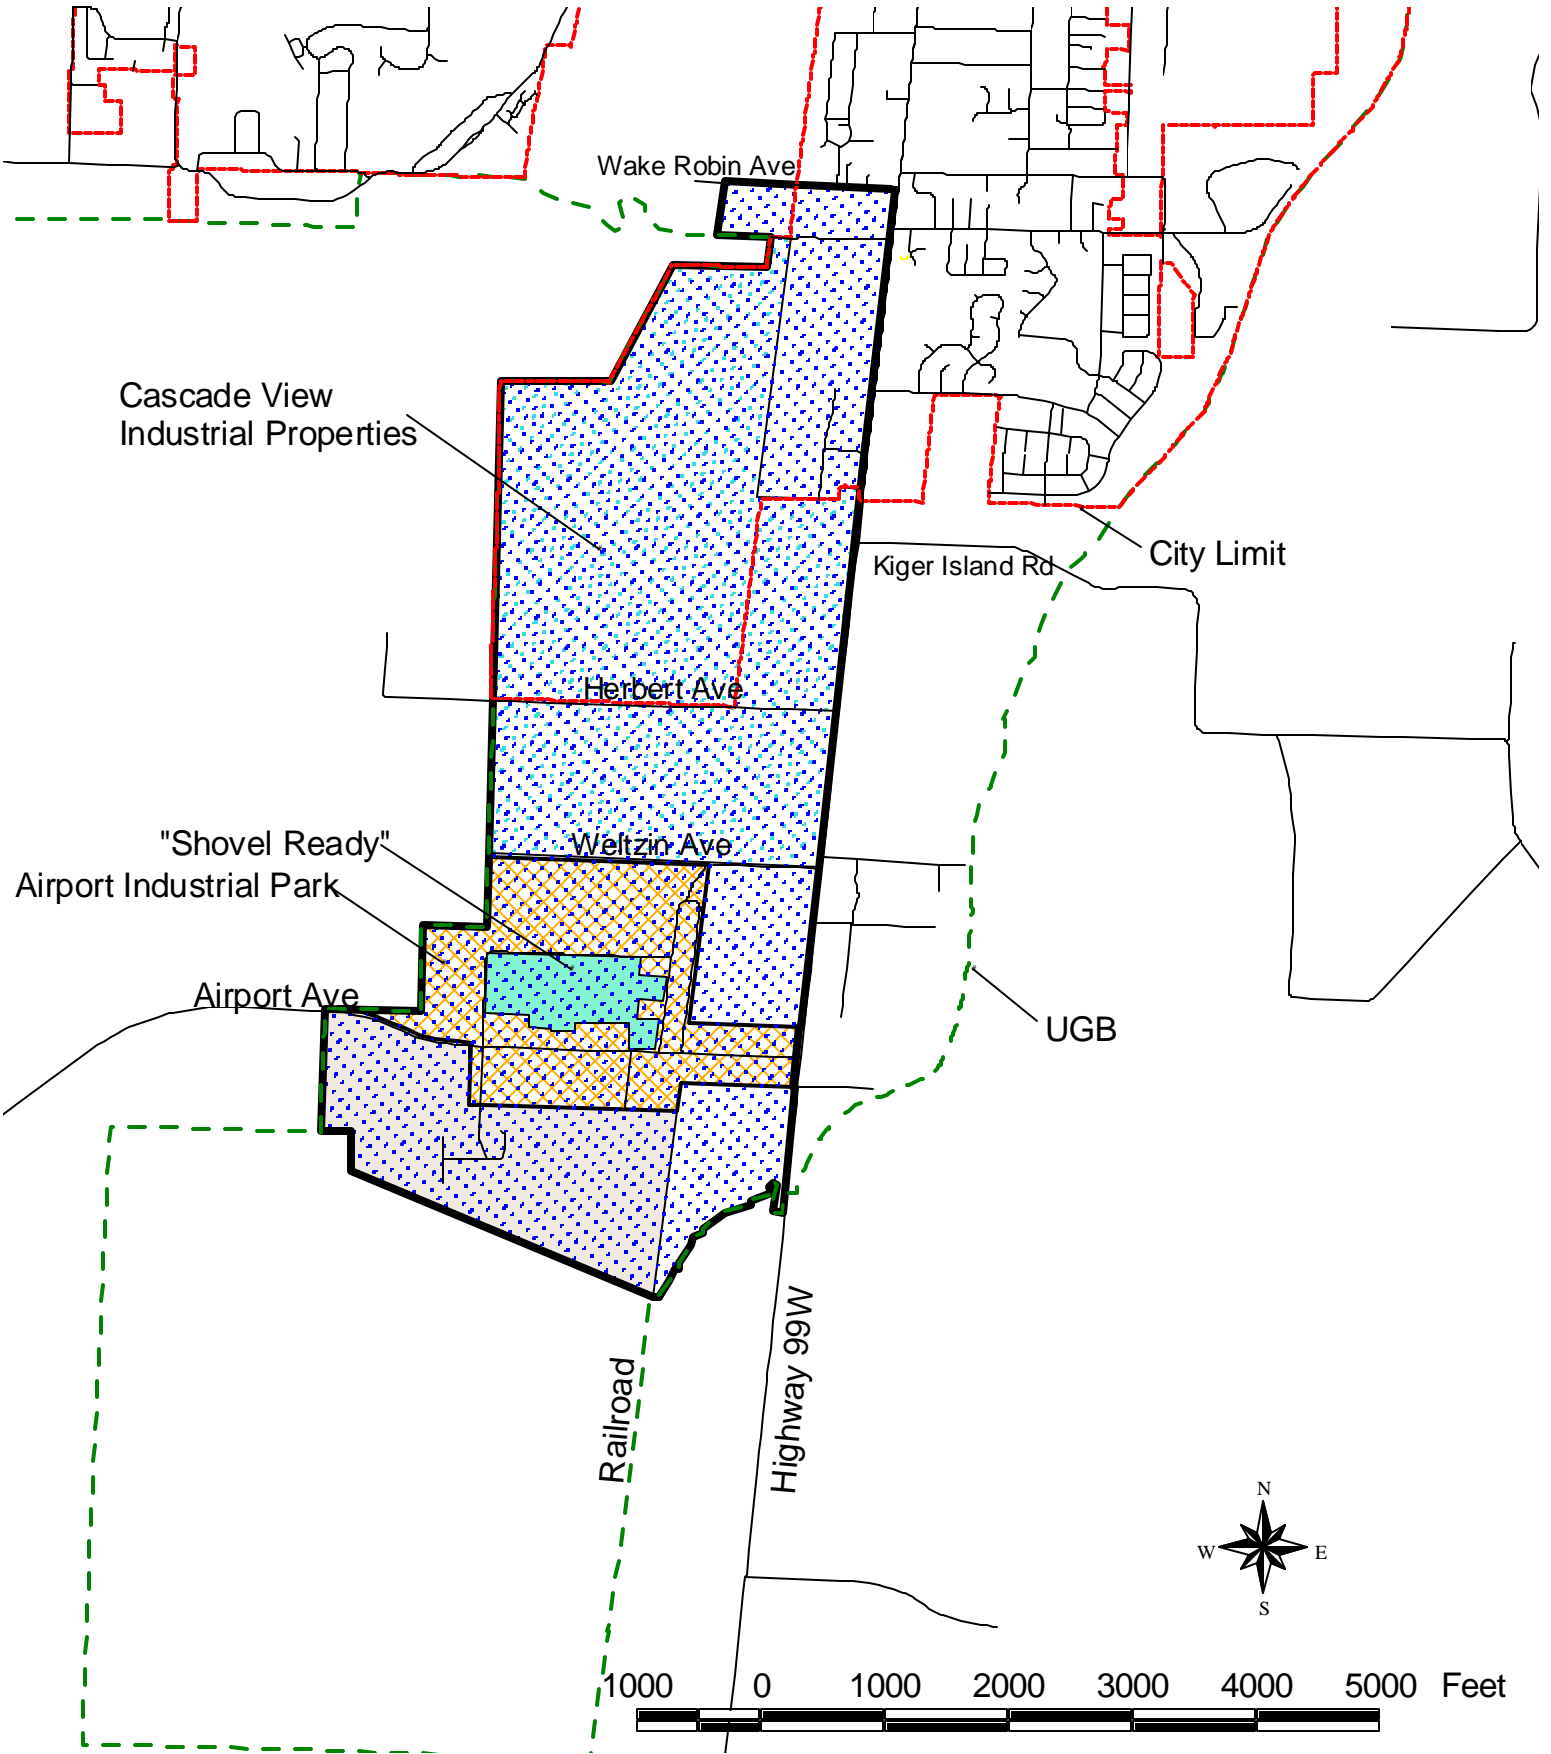 Wake Robin Ave
Cascade View
Industrial Properties
City Limit
Kiger Island Rd
Herbert Ave
"Shovel Ready"
Weltzin Ave
Airport Industrial Park
Airport Ave
UGB
Railroad
Highway 99W
N
W E
S
1000 0 1000 2000 3000 4000 5000 Feet